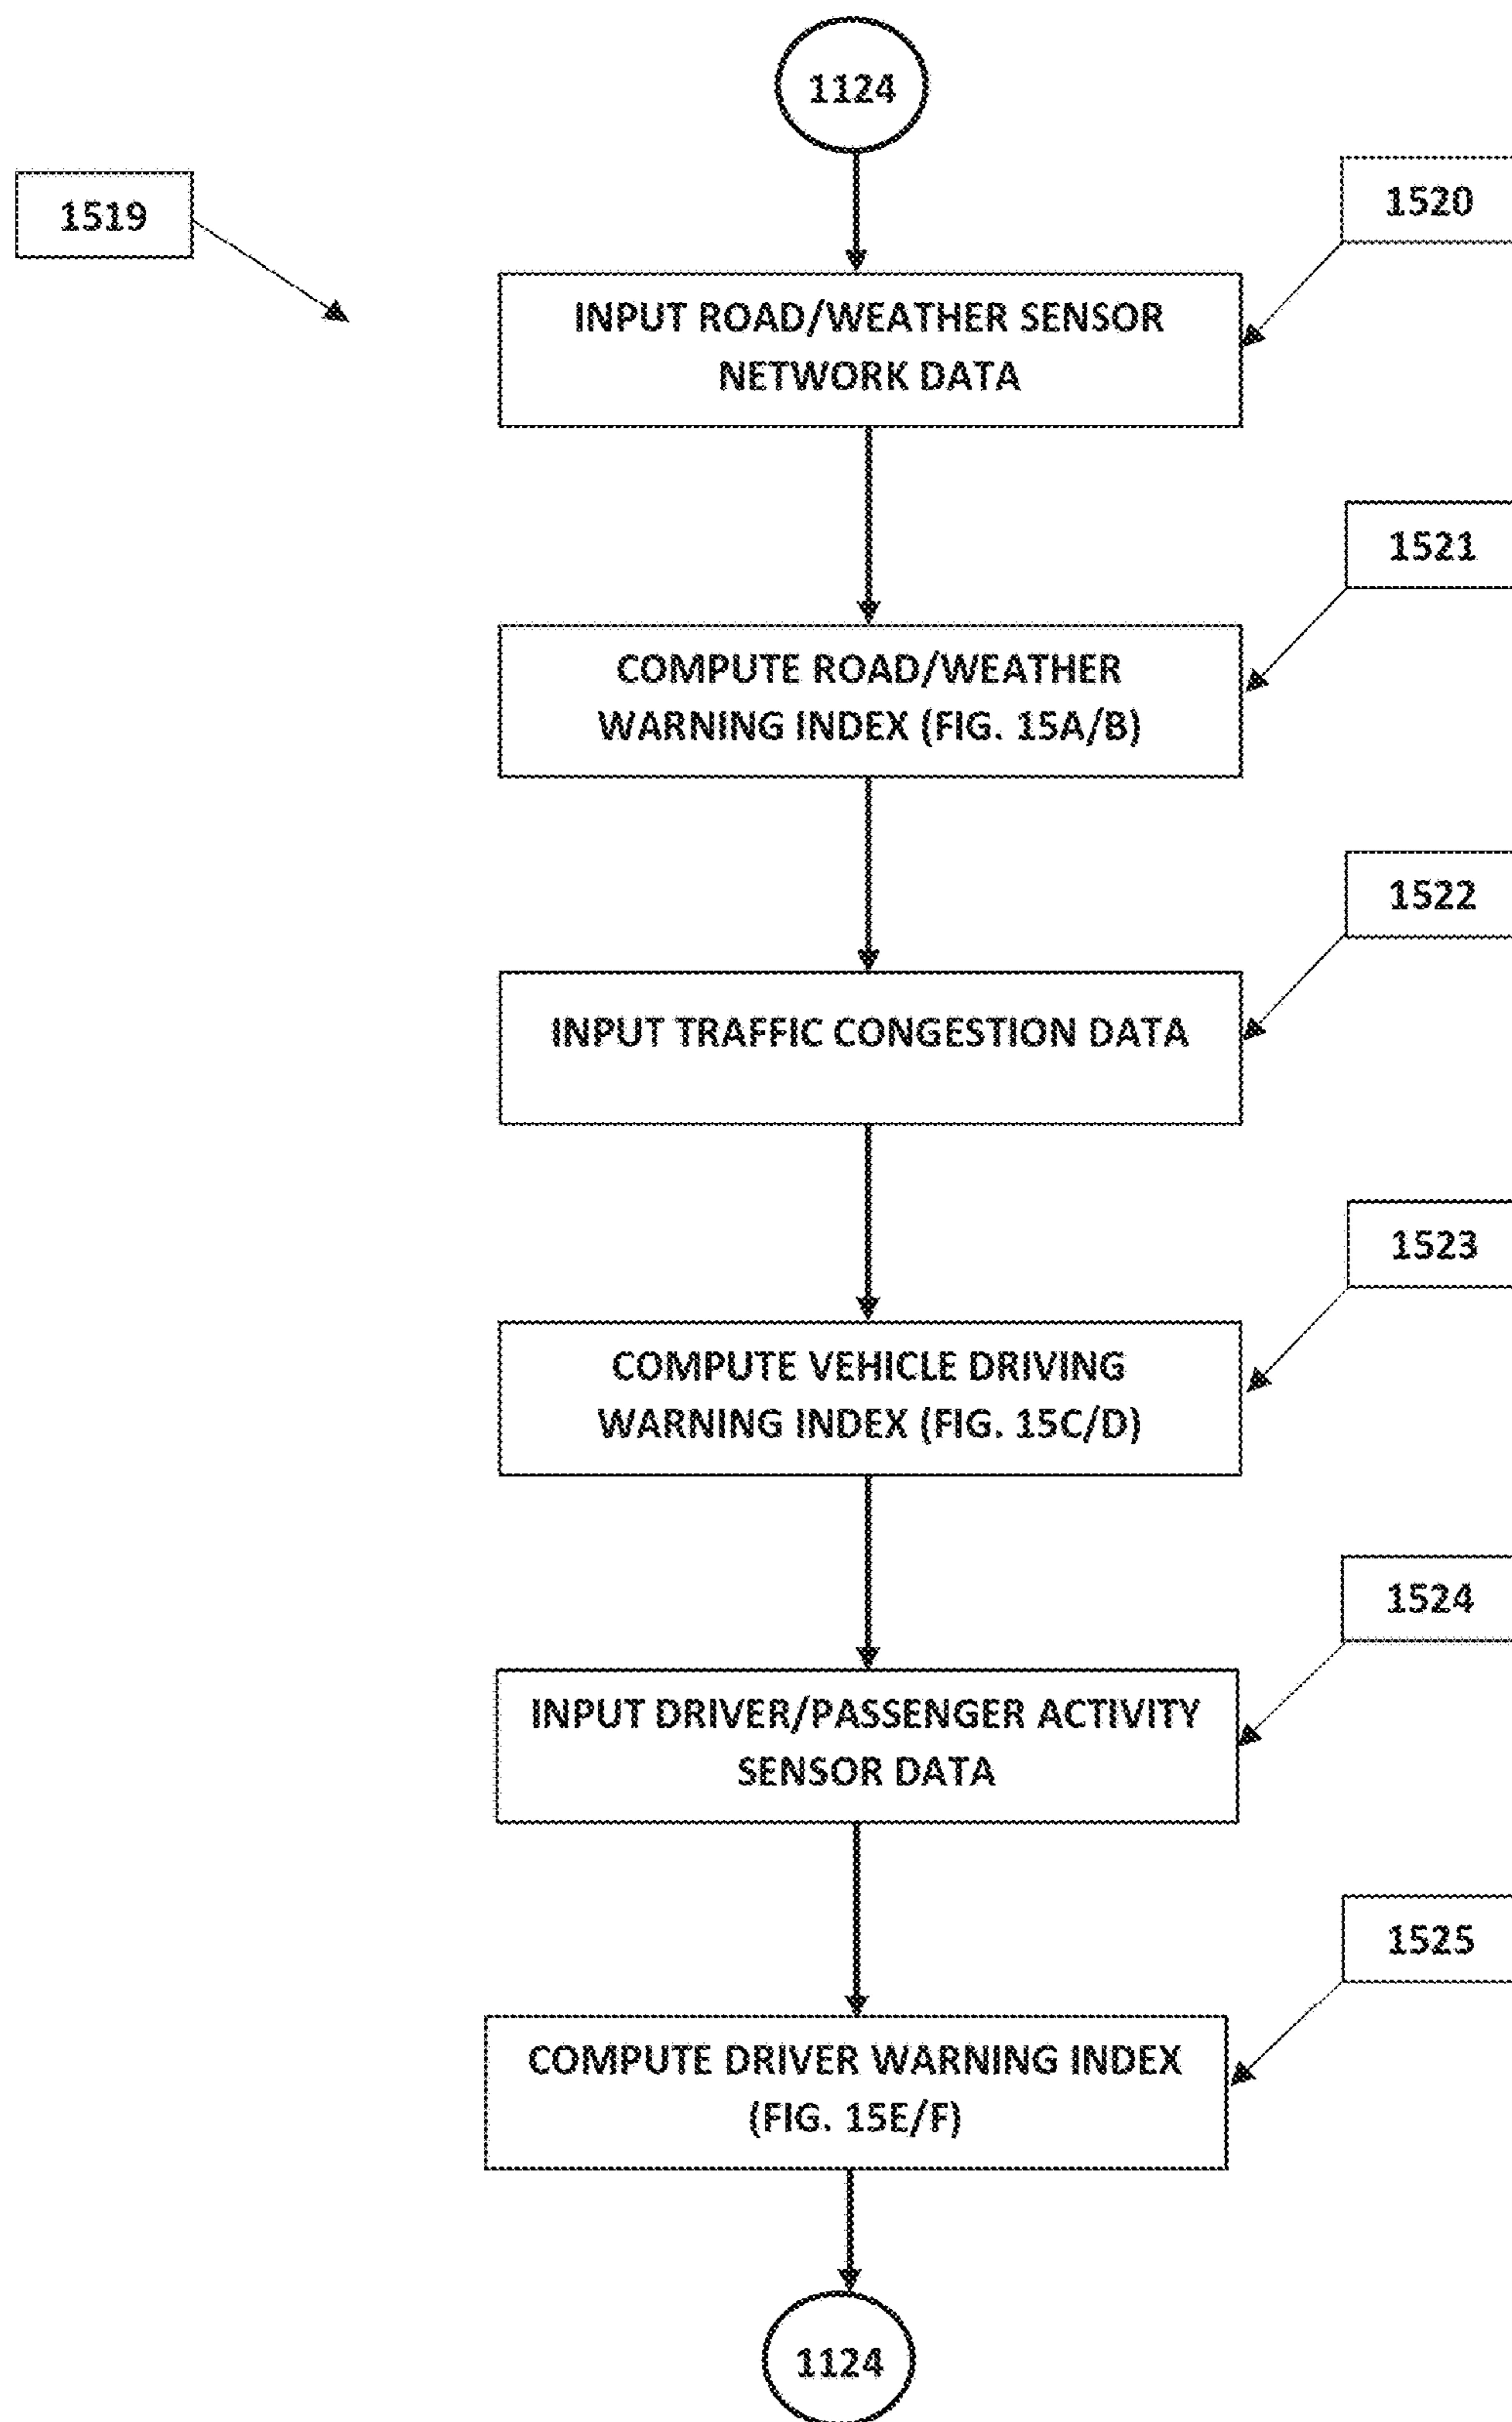 1124
1519
1520
INPUT ROAD/WEATHER SENSOR
NETWORK DATA
1521
COMPUTE ROAD/WEATHER
WARNING INDEX (FIG. 15A/B)
1522
INPUT TRAFFIC CONGESTION DATA
1523
COMPUTE VEHICLE DRIVING
WARNING INDEX (FIG. 15C/D)
1524
INPUT DRIVER/PASSENGER ACTIVITY
SENSOR DATA
1525
COMPUTE DRIVER WARNING INDEX
(FIG. 15E/F)
1124